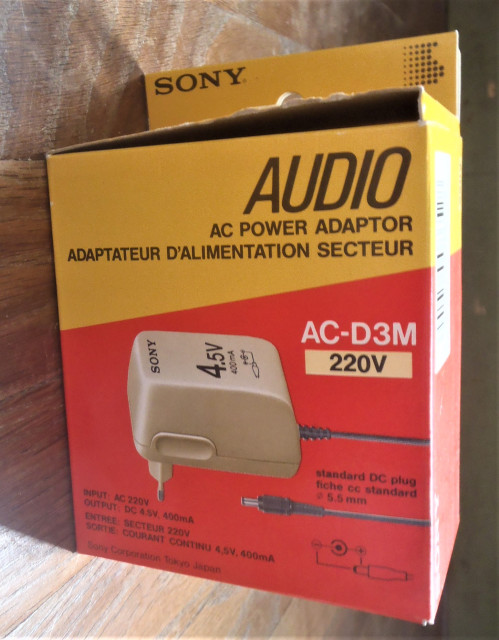 SONY
AUDIO
AC POWER ADAPTOR
ADAPTATEUR D'ALIMENTATION SECTEUR
AC-D3M
220V
SONY
4.5V
400mA
standard DC plug
fiche cc standard
ø 5.5 mm
INPUT: AC 220V
OUTPUT: DC 4.5V, 400mA
ENTRÉE: SECTEUR 220V
SORTIE: COURANT CONTINU 4,5V, 400mA
Sony Corporation Tokyo Japan